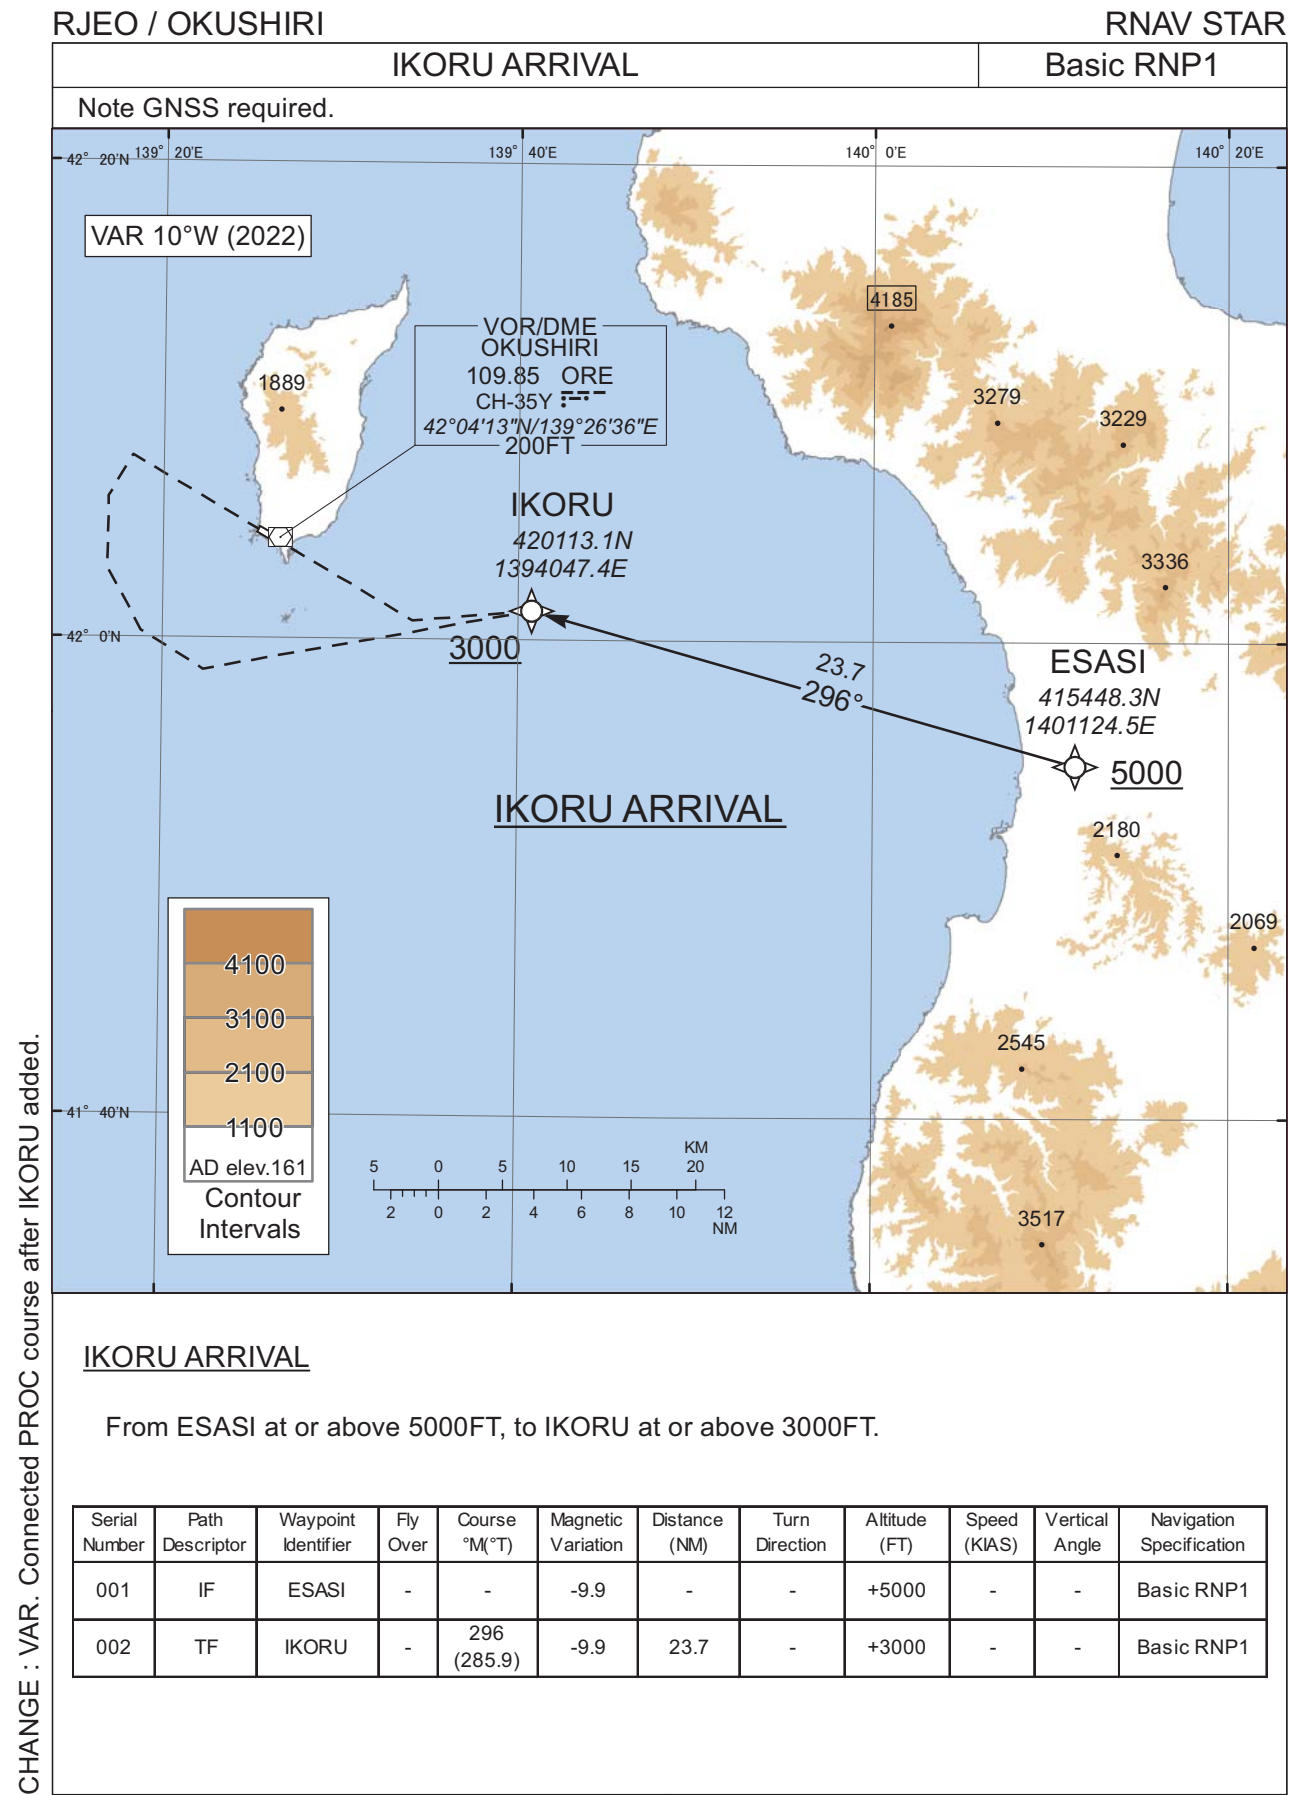 RJEO / OKUSHIRI
RNAV STAR
IKORU ARRIVAL
Basic RNP1
Note GNSS required.
42° 20'N
139° 20'E
139° 40'E
140° 0'E
140° 20'E
VAR 10°W (2022)
4185
VOR/DME
OKUSHIRI
109.85 ORE
CH-35Y
42°04'13"N/139°26'36"E
200FT
1889
3279
3229
IKORU
420113.1N
1394047.4E
3336
42° 0'N
3000
23.7
296°
ESASI
415448.3N
1401124.5E
5000
IKORU ARRIVAL
2180
2069
4100
3100
2100
1100
AD elev.161
Contour
Intervals
2545
41° 40'N
KM
5 0 5 10 15 20
2 0 2 4 6 8 10 12
NM
3517
IKORU ARRIVAL
From ESASI at or above 5000FT, to IKORU at or above 3000FT.
Serial Number Path Descriptor Waypoint Identifier Fly Over Course °M(°T) Magnetic Variation Distance (NM) Turn Direction Altitude (FT) Speed (KIAS) Vertical Angle Navigation Specification
001 IF ESASI - - -9.9 - - +5000 - - Basic RNP1
002 TF IKORU - 296 (285.9) -9.9 23.7 - +3000 - - Basic RNP1
CHANGE : VAR. Connected PROC course after IKORU added.